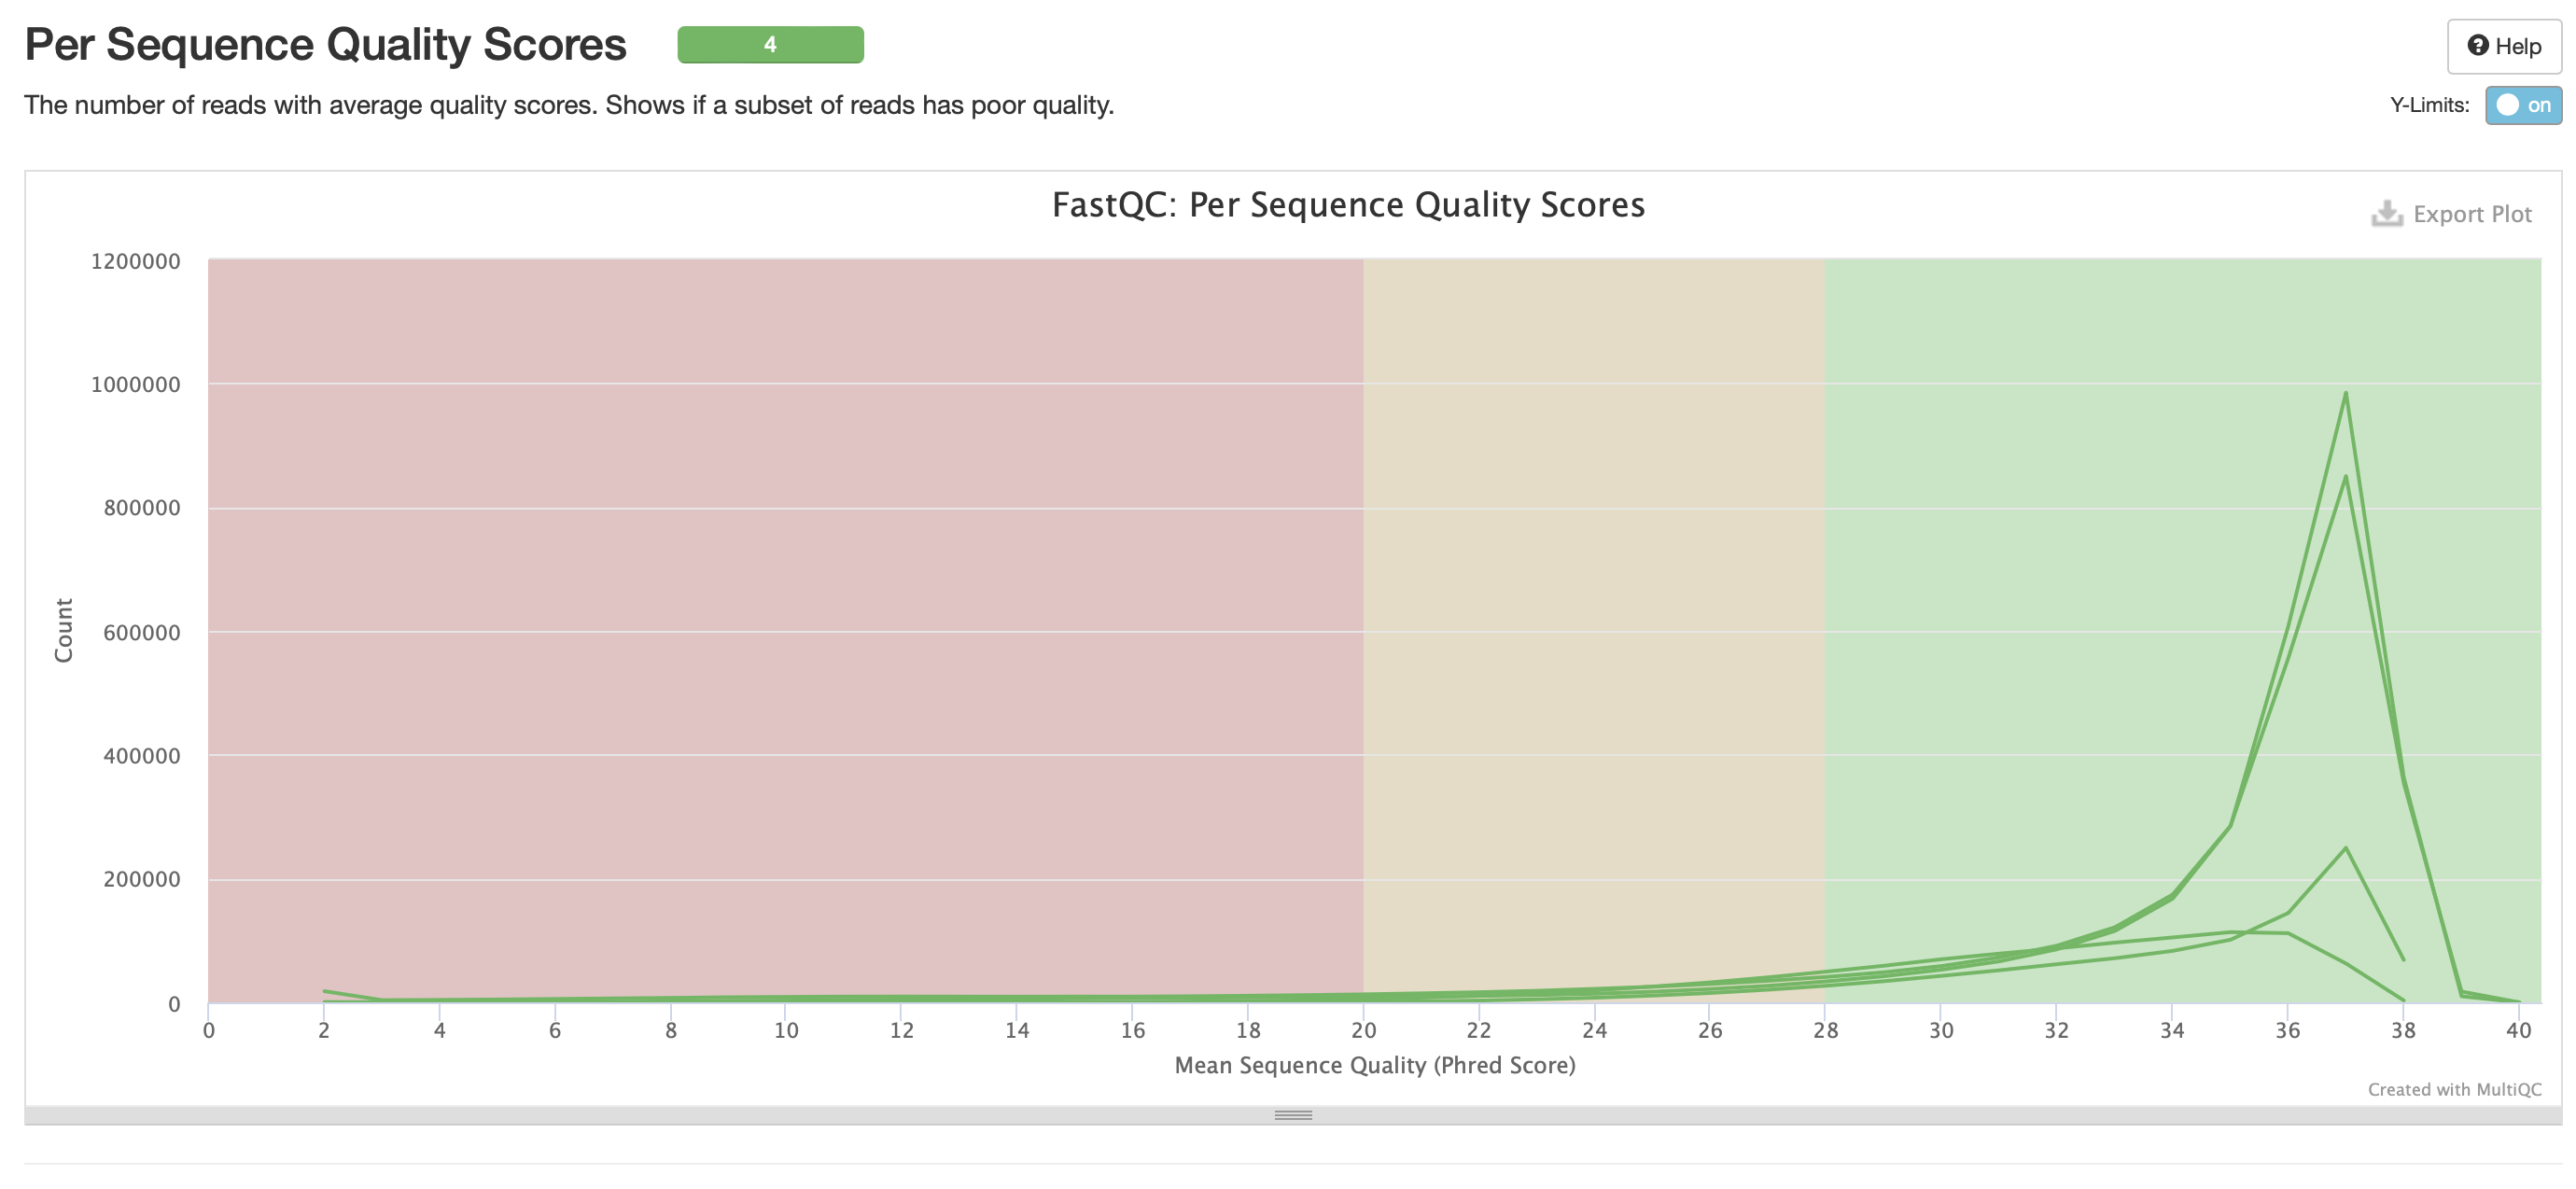 Per Sequence Quality Scores
4
Help
The number of reads with average quality scores. Shows if a subset of reads has poor quality.
Y-Limits: on
FastQC: Per Sequence Quality Scores
Export Plot
1200000
1000000
800000
600000
400000
200000
0
Count
0 2 4 6 8 10 12 14 16 18 20 22 24 26 28 30 32 34 36 38 40
Mean Sequence Quality (Phred Score)
Created with MultiQC